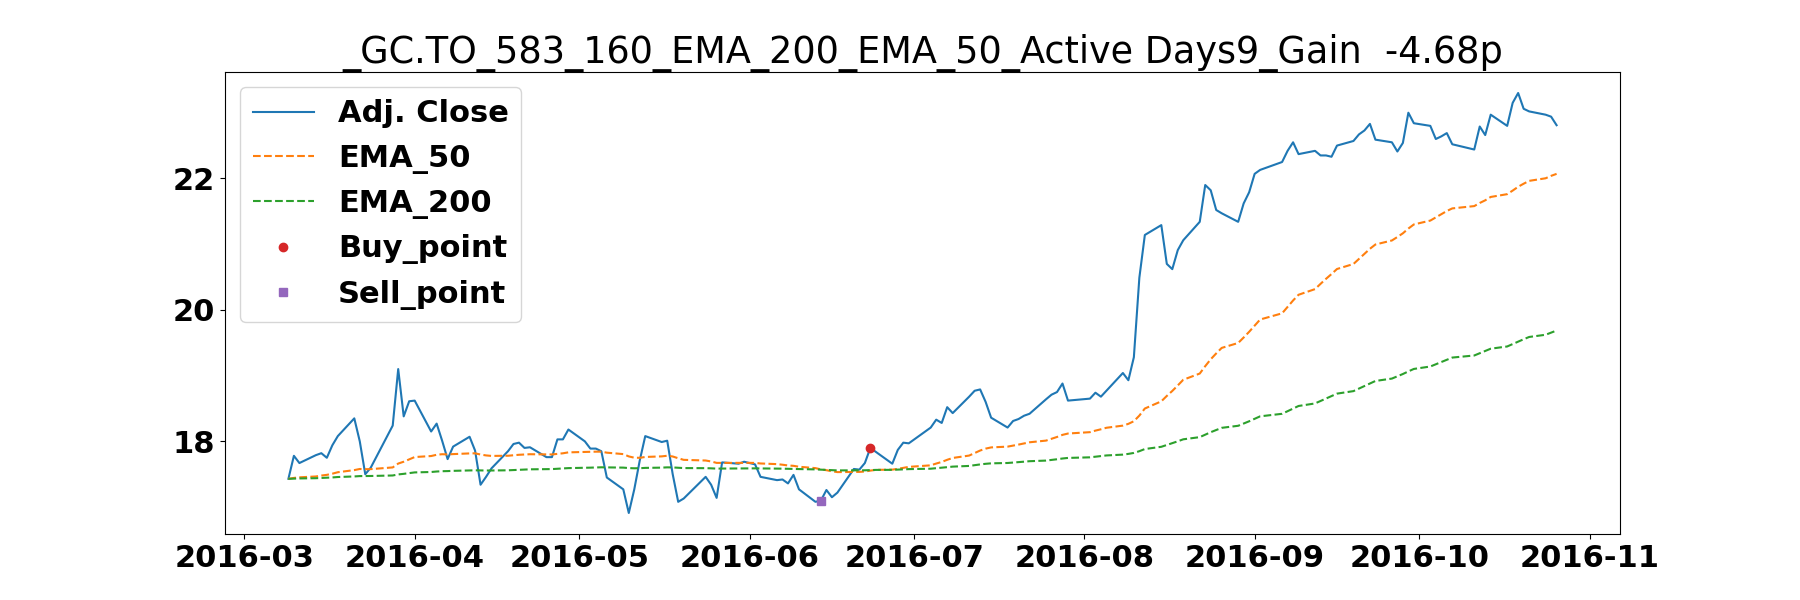 _GC.TO_583_160_EMA_200_EMA_50_Active Days9_Gain  -4.68p
Adj. Close
EMA_50
EMA_200
Buy_point
Sell_point
22
20
18
2016-03 2016-04 2016-05 2016-06 2016-07 2016-08 2016-09 2016-10 2016-11